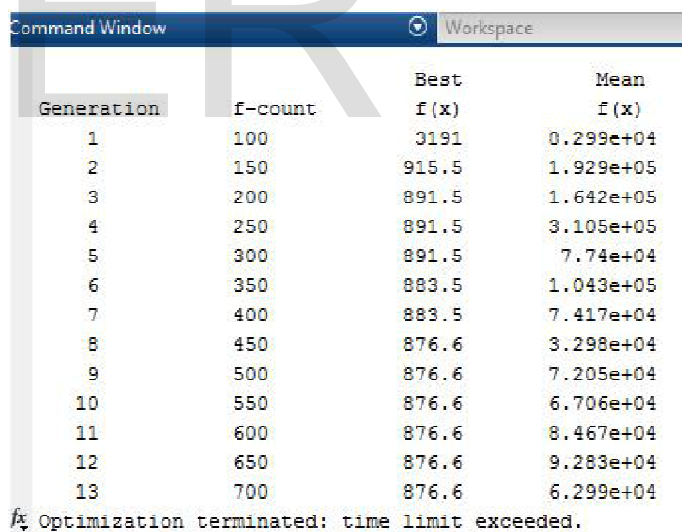 Command Window Workspace
Best Mean
Generation f-count f(x) f(x)
1 100 3191 8.299e+04
2 150 915.5 1.929e+05
3 200 891.5 1.642e+05
4 250 891.5 3.105e+05
5 300 891.5 7.74e+04
6 350 883.5 1.043e+05
7 400 883.5 7.417e+04
8 450 876.6 3.298e+04
9 500 876.6 7.205e+04
10 550 876.6 6.706e+04
11 600 876.6 8.467e+04
12 650 876.6 9.283e+04
13 700 876.6 6.299e+04
fx Optimization terminated: time limit exceeded.
ER